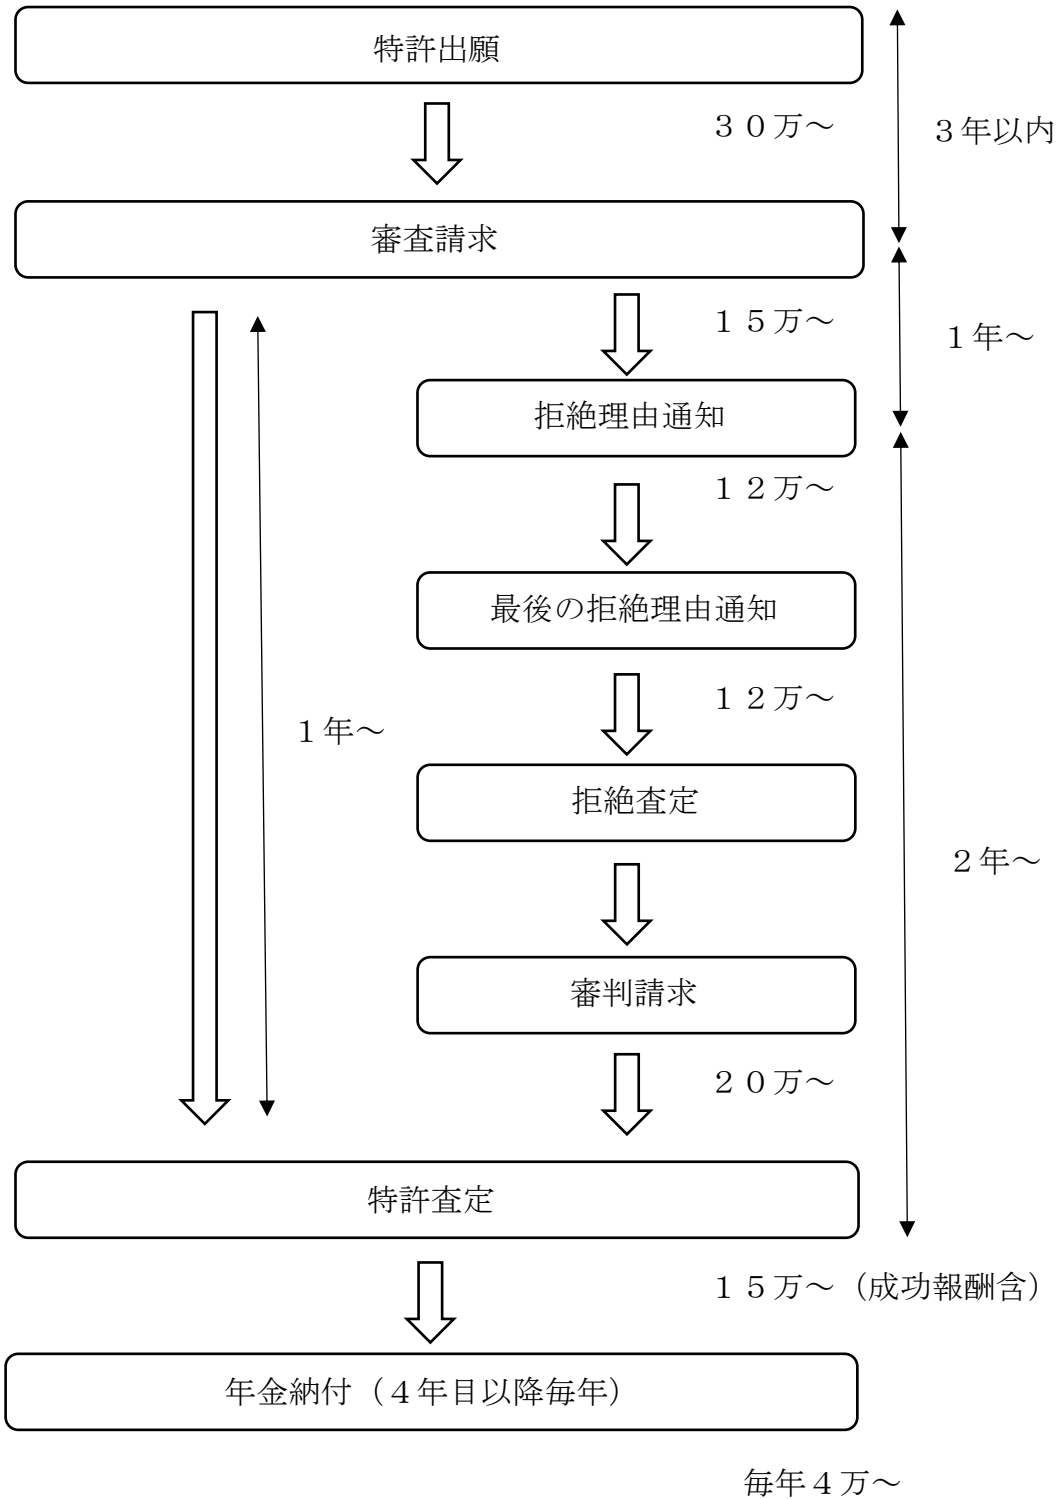 特許出願
３０万～
３年以内
審査請求
１５万～
１年～
拒絶理由通知
１２万～
最後の拒絶理由通知
１２万～
１年～
拒絶査定
２年～
審判請求
２０万～
特許査定
１５万～（成功報酬含）
年金納付（４年目以降毎年）
毎年４万～